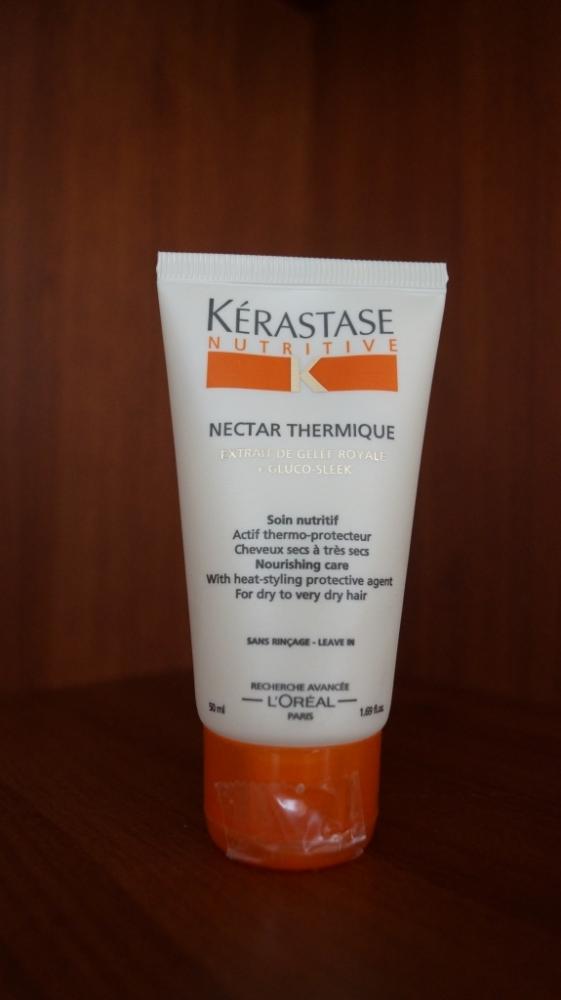 KÉRASTASE
NUTRITIVE
K
NECTAR THERMIQUE
EXTRAIT DE GELÉE ROYALE
+ GLUCO-SLEEK
Soin nutritif
Actif thermo-protecteur
Cheveux secs à très secs
Nourishing care
With heat-styling protective agent
For dry to very dry hair
SANS RINÇAGE - LEAVE IN
RECHERCHE AVANCÉE
L'ORÉAL
PARIS
50 ml 1.69 fl.oz.